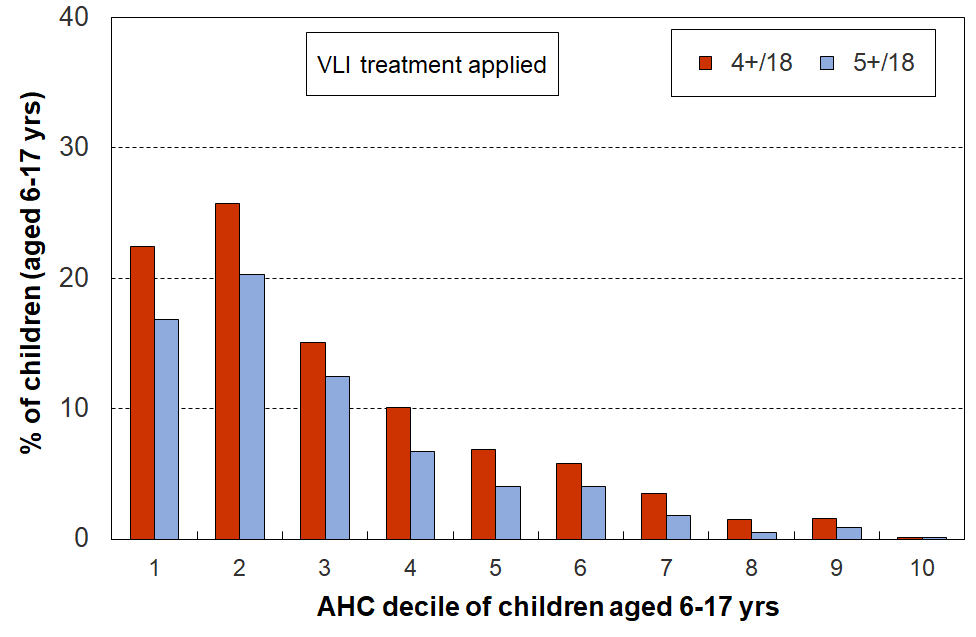 VLI treatment applied
4+/18
5+/18
% of children (aged 6-17 yrs)
40
30
20
10
0
1 2 3 4 5 6 7 8 9 10
AHC decile of children aged 6-17 yrs